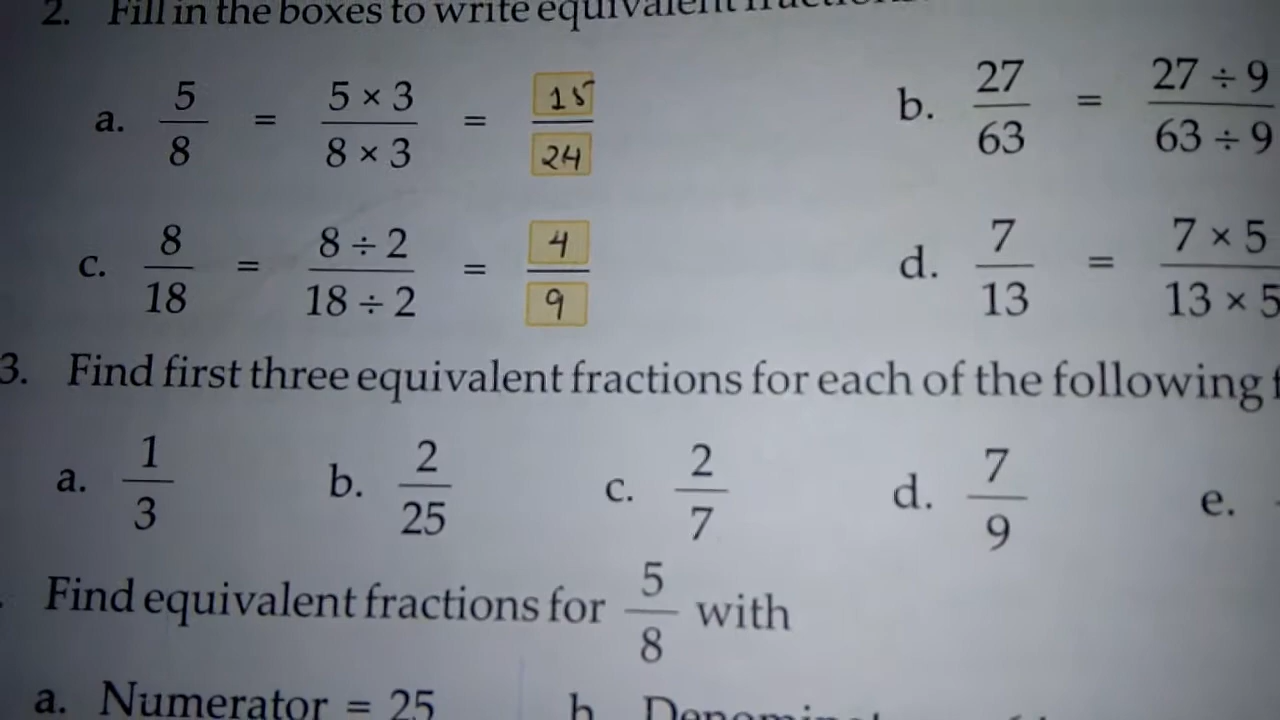 2. Fill in the boxes to write equivalent fractions
a. 5/8 = 5 × 3/8 × 3 = 15/24 b. 27/63 = 27 ÷ 9/63 ÷ 9
c. 8/18 = 8 ÷ 2/18 ÷ 2 = 4/9 d. 7/13 = 7 × 5/13 × 5
3. Find first three equivalent fractions for each of the following
a. 1/3 b. 2/25 c. 2/7 d. 7/9 e.
Find equivalent fractions for 5/8 with
a. Numerator = 25 b